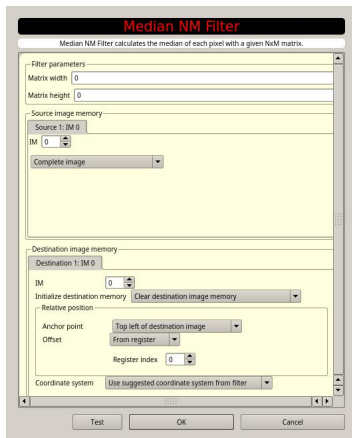 Median NM Filter
Median NM Filter calculates the median of each pixel with a given NxM matrix.
Filter parameters
Matrix width 0
Matrix height 0
Source image memory
Source 1: IM 0
IM 0
Complete image
Destination image memory
Destination 1: IM 0
IM 0
Initialize destination memory Clear destination image memory
Relative position
Anchor point Top left of destination image
Offset From register
Register index 0
Coordinate system Use suggested coordinate system from filter
Test OK Cancel